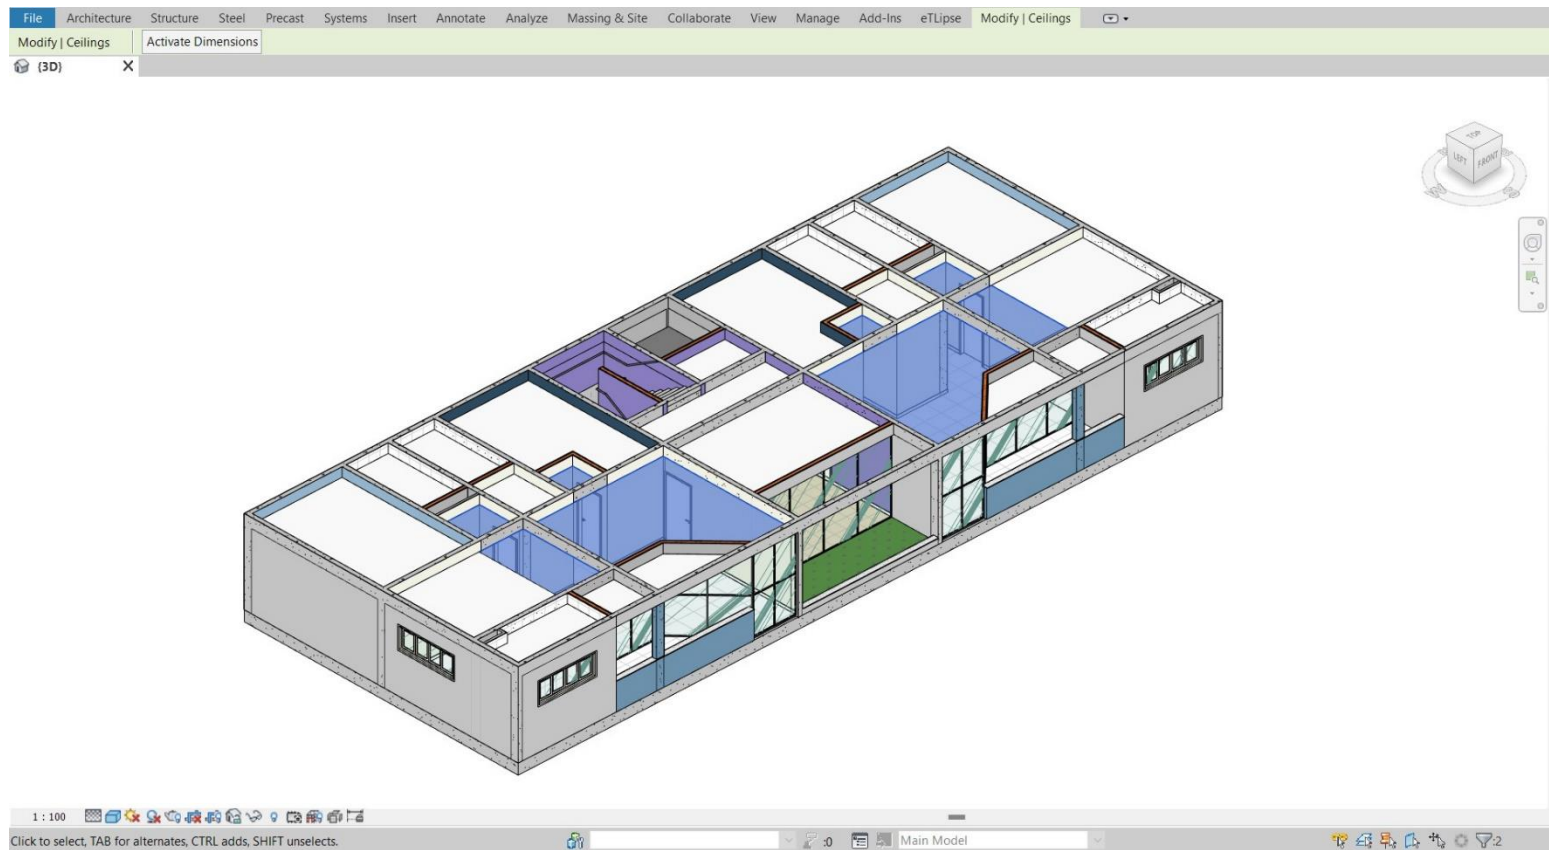 File Architecture Structure Steel Precast Systems Insert Annotate Analyze Massing & Site Collaborate View Manage Add-Ins eTLipse Modify | Ceilings
Modify | Ceilings Activate Dimensions
{3D} X
TOP
LEFT FRONT
1 : 100
Click to select, TAB for alternates, CTRL adds, SHIFT unselects. :0 Main Model :2